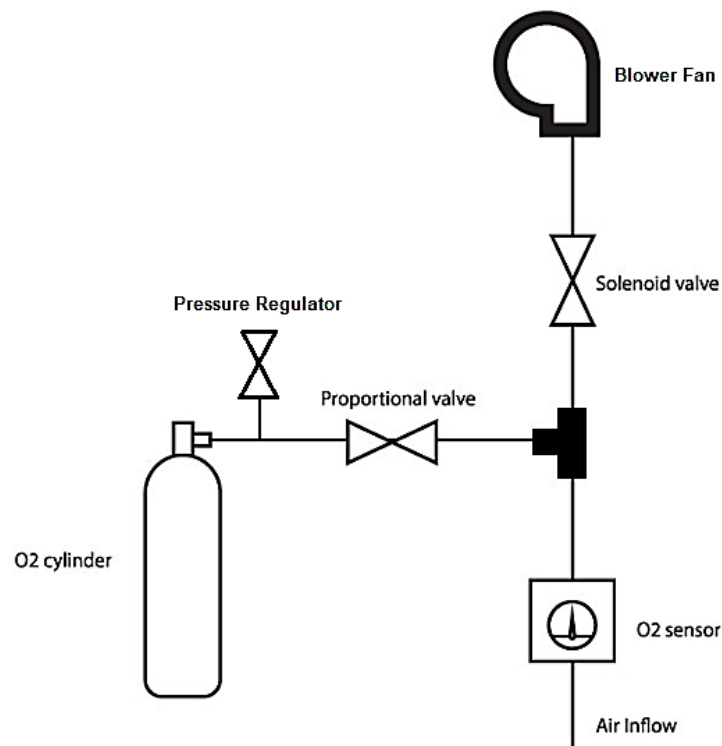 Blower Fan
Solenoid valve
Pressure Regulator
Proportional valve
O2 cylinder
O2 sensor
Air Inflow